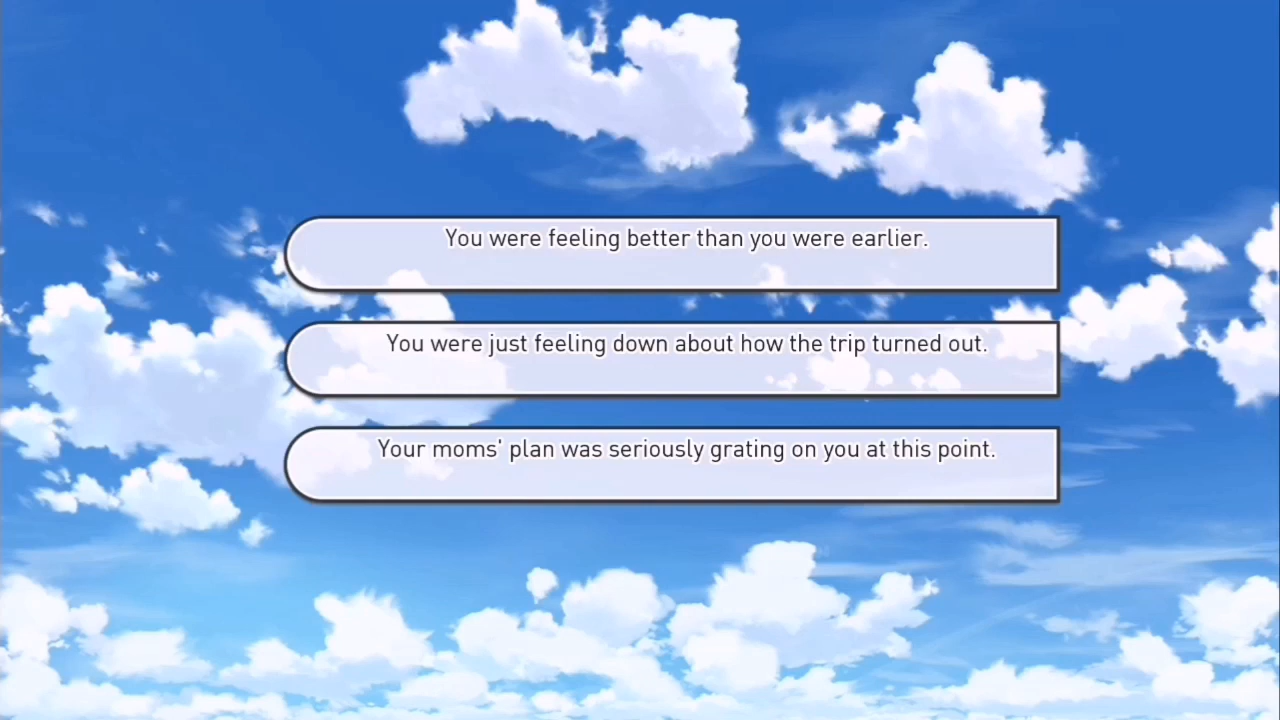 You were feeling better than you were earlier.
You were just feeling down about how the trip turned out.
Your moms' plan was seriously grating on you at this point.